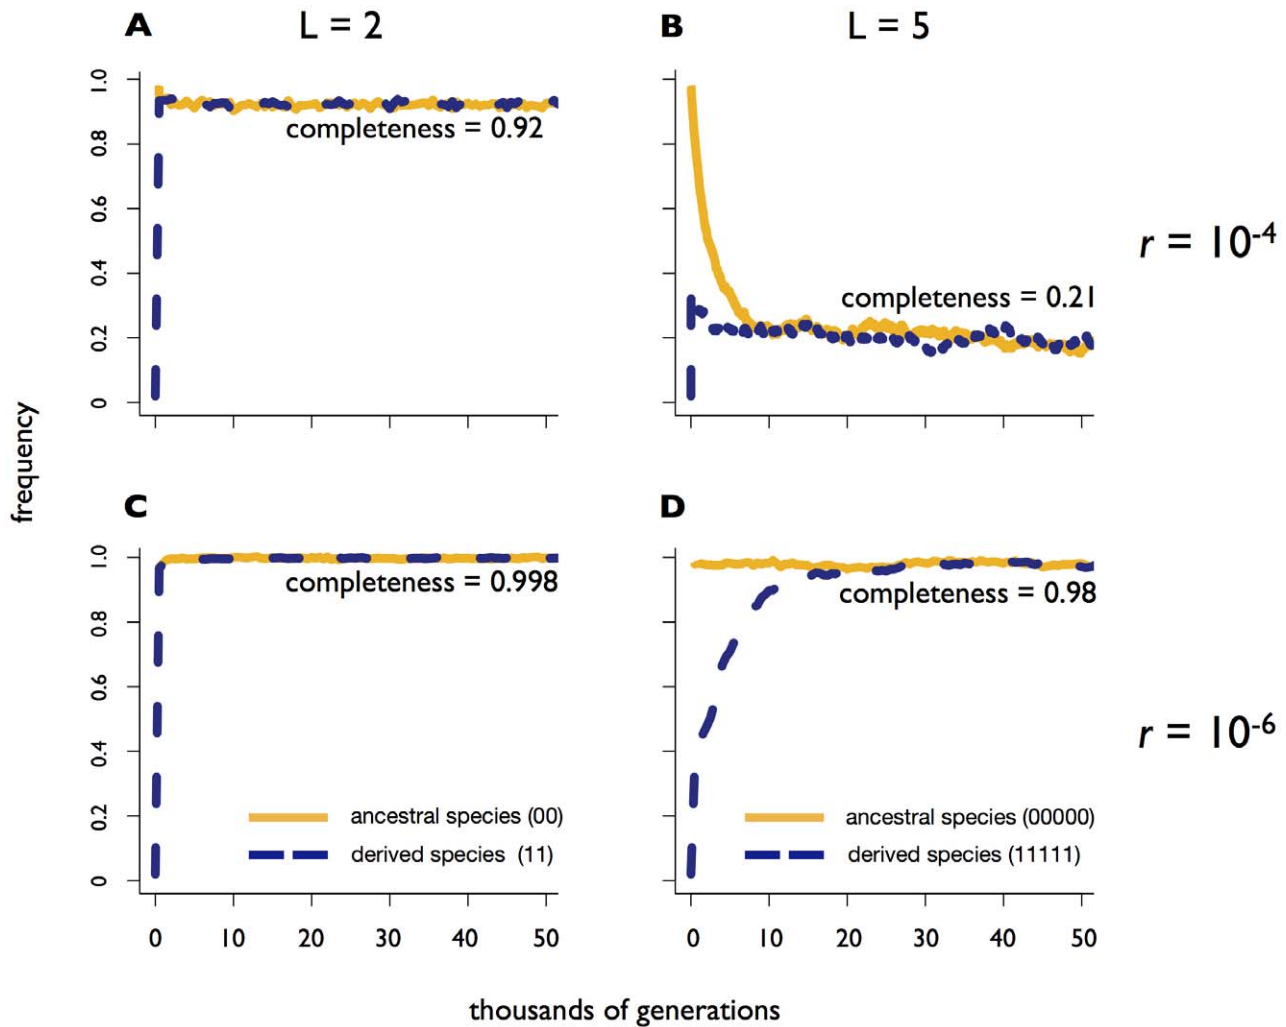 A
L = 2
B
L = 5
1.0
0.8
0.6
0.4
0.2
0
completeness = 0.92
completeness = 0.21
r = 10-4
frequency
C
D
1.0
0.8
0.6
0.4
0.2
0
completeness = 0.998
completeness = 0.98
r = 10-6
ancestral species (00)
derived species (11)
ancestral species (00000)
derived species (11111)
0 10 20 30 40 50
0 10 20 30 40 50
thousands of generations